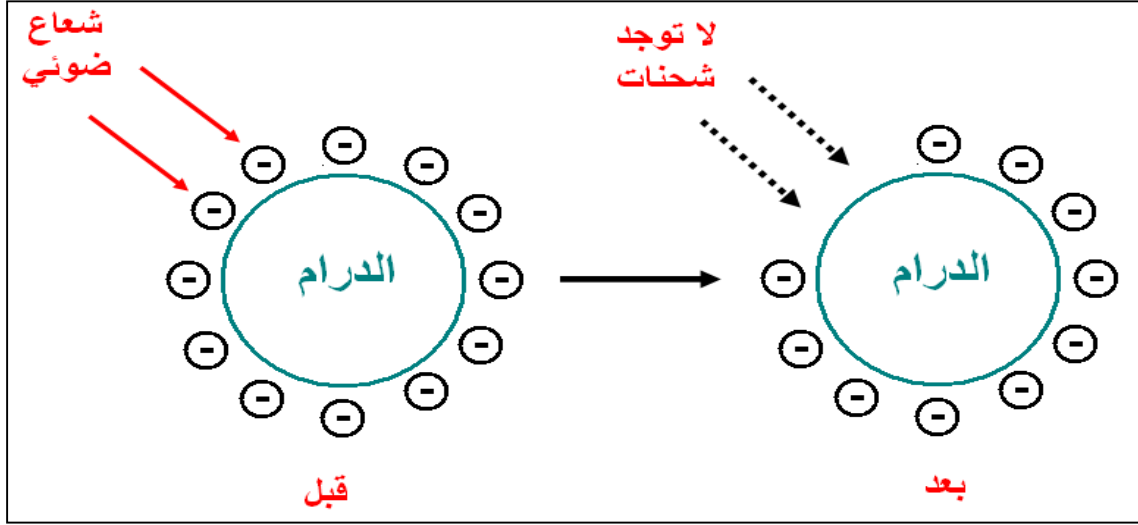 شعاع
ضوئي
لا توجد
شحنات
الدرام
الدرام
قبل
بعد